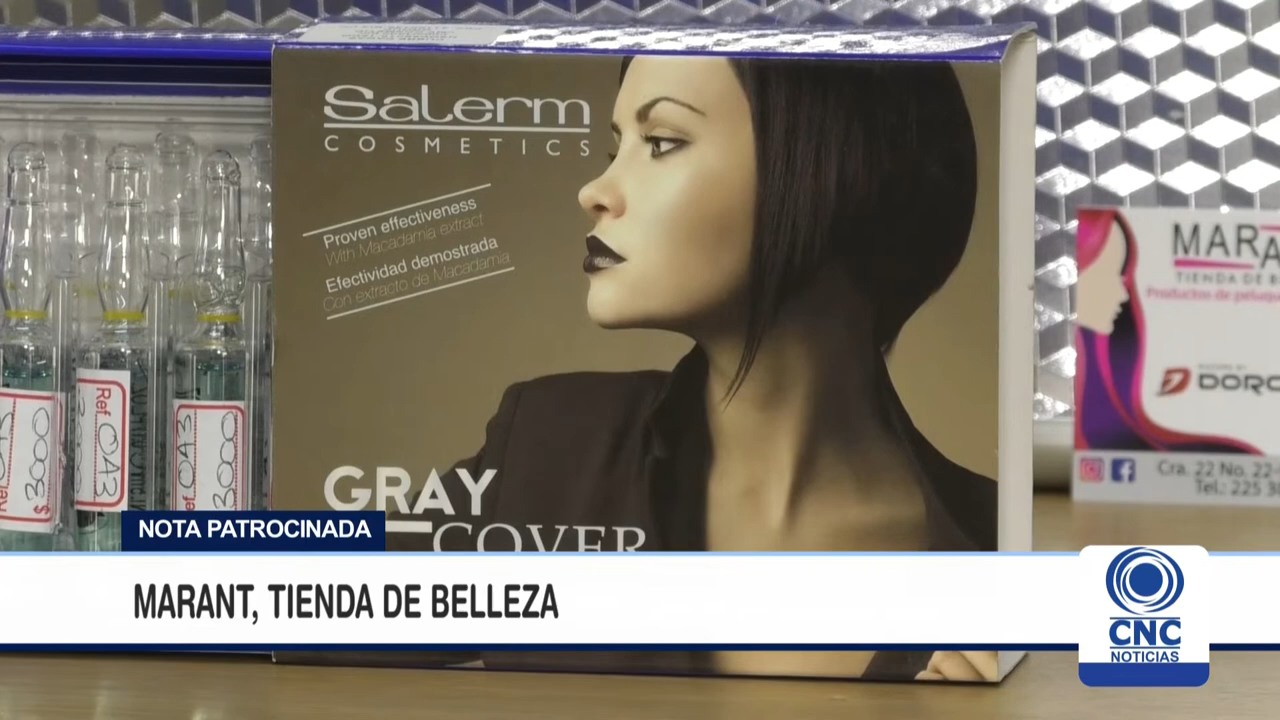 Salerm
COSMETICS
Proven effectiveness
With Macadamia extract
Efectividad demostrada
Con extracto de Macadamia
GRAY
COVER
Ref. OA3
$3000
MARA
TIENDA DE B
Productos de peluq
DORC
Cra. 22 No. 22-
Tel.: 225 3
NOTA PATROCINADA
MARANT, TIENDA DE BELLEZA
CNC
NOTICIAS